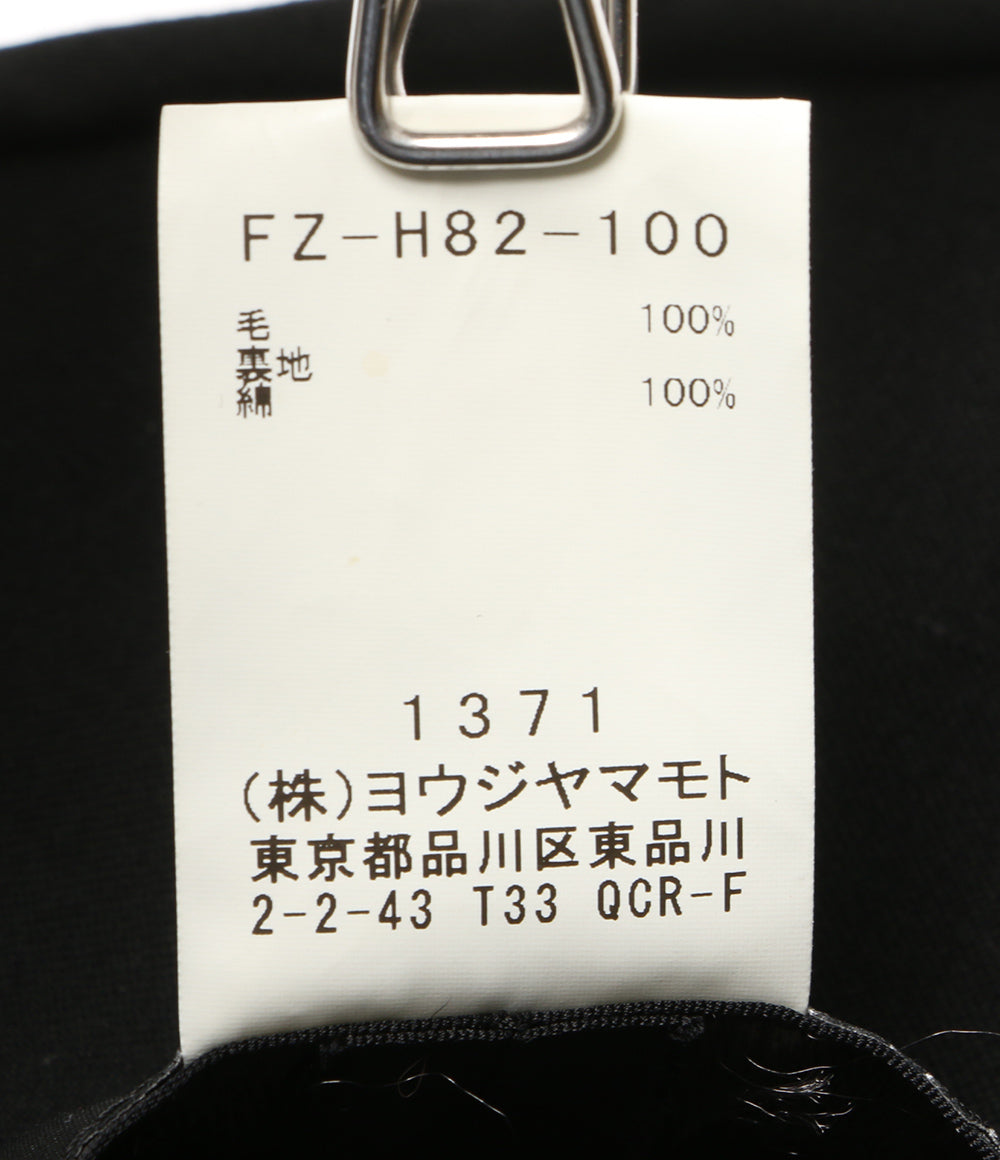 FZ-H82-100
毛 100%
裏地
綿 100%
1371
(株)ヨウジヤマモト
東京都品川区東品川
2-2-43 T33 QCR-F